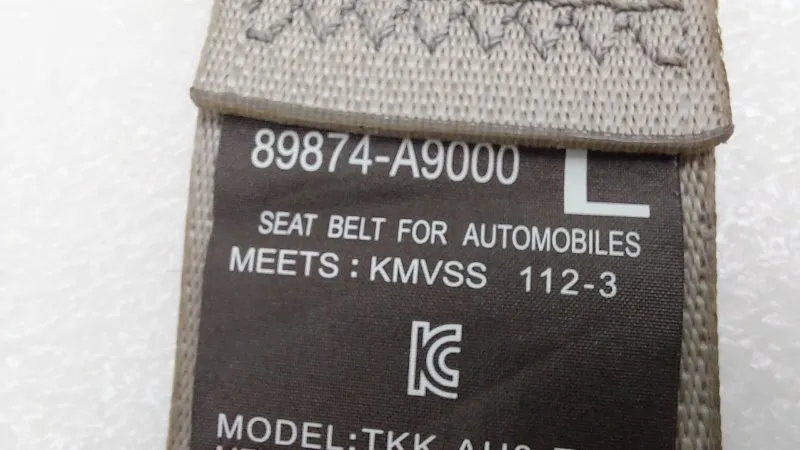 89874-A9000 L
SEAT BELT FOR AUTOMOBILES
MEETS : KMVSS 112-3
KC
MODEL:TKK